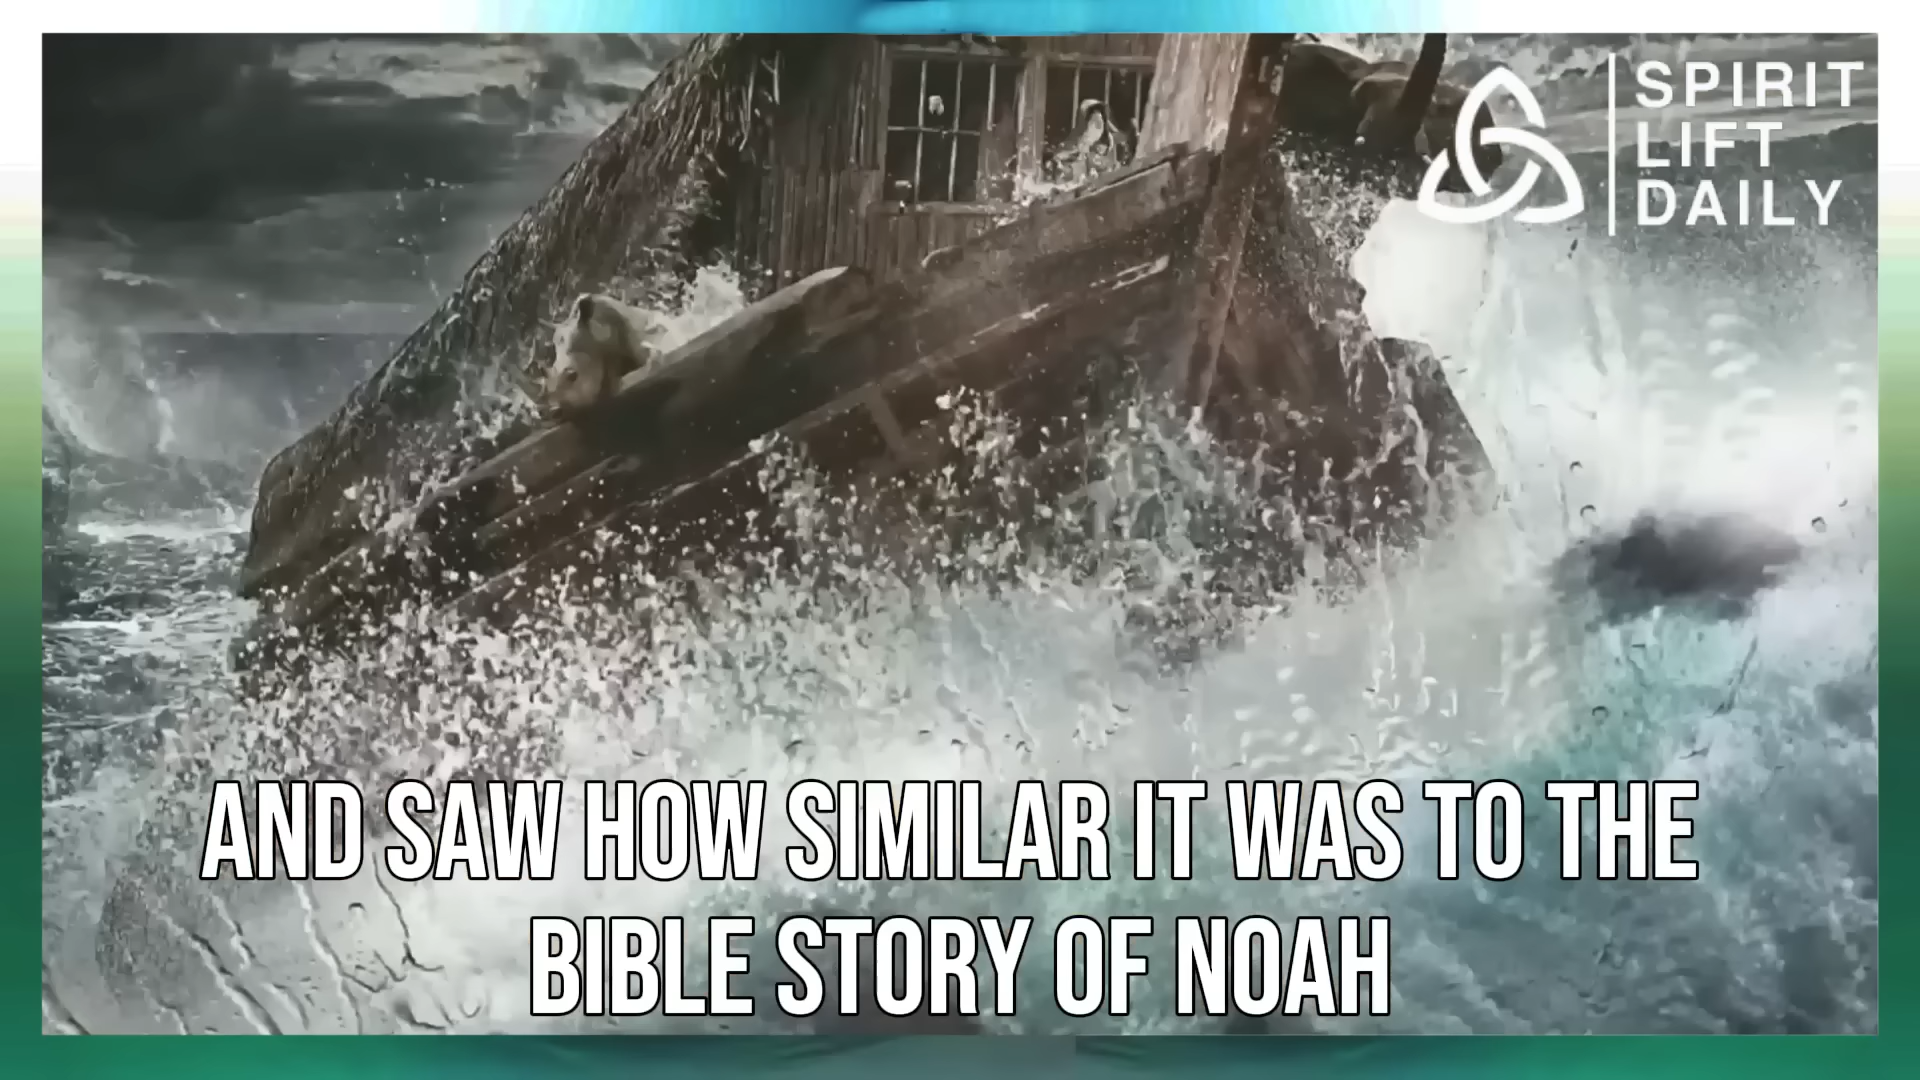 SPIRIT
LIFT
DAILY
AND SAW HOW SIMILAR IT WAS TO THE
BIBLE STORY OF NOAH